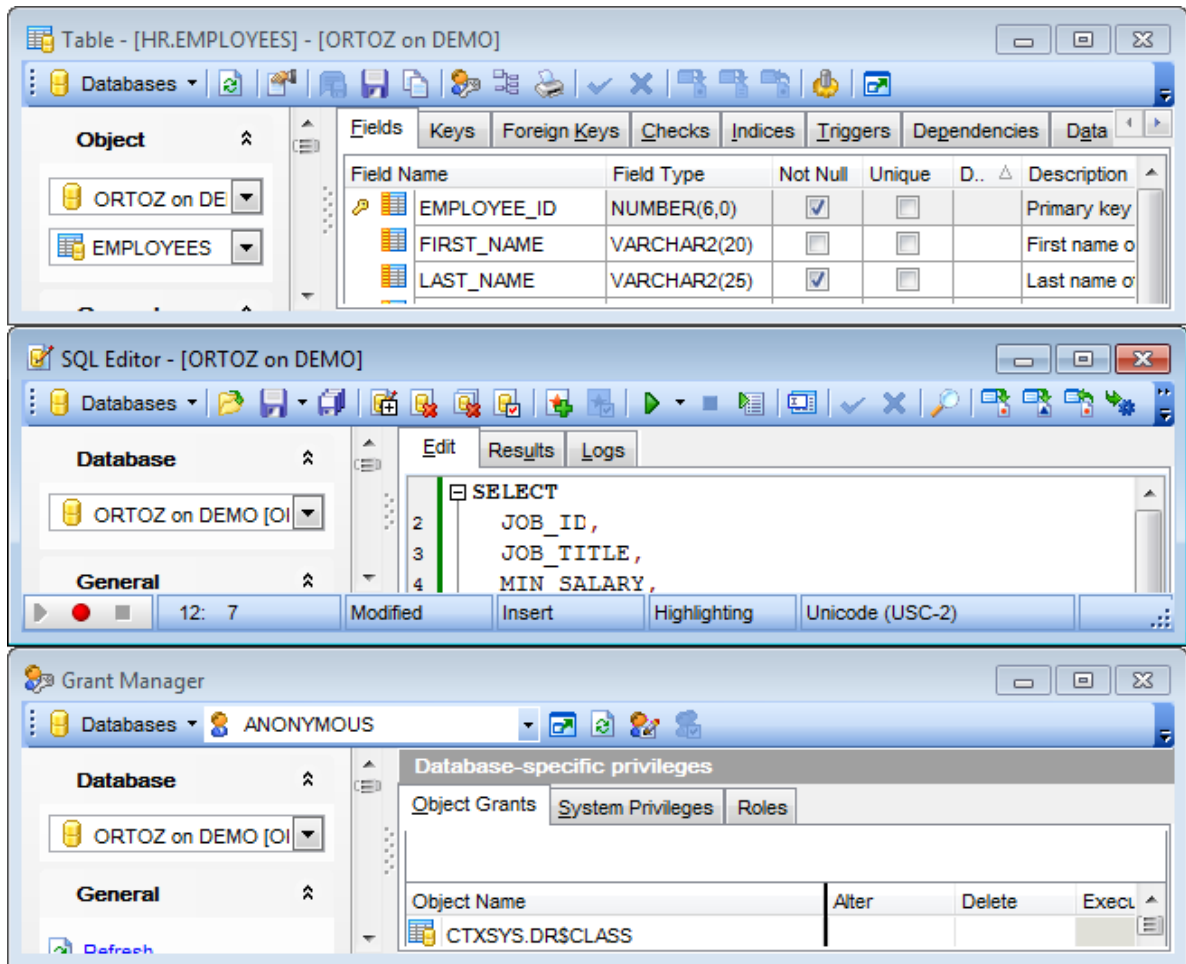 Table - [HR.EMPLOYEES] - [ORTOZ on DEMO]
Databases
Object
ORTOZ on DE
EMPLOYEES
Fields Keys Foreign Keys Checks Indices Triggers Dependencies Data
Field Name Field Type Not Null Unique D.. Description
EMPLOYEE_ID NUMBER(6,0) Primary key
FIRST_NAME VARCHAR2(20) First name o
LAST_NAME VARCHAR2(25) Last name o
SQL Editor - [ORTOZ on DEMO]
Databases
Database
ORTOZ on DEMO [O
General
Edit Results Logs
SELECT
2 JOB_ID,
3 JOB_TITLE,
4 MIN_SALARY,
12: 7 Modified Insert Highlighting Unicode (USC-2)
Grant Manager
Databases ANONYMOUS
Database
ORTOZ on DEMO [O
General
Refresh
Database-specific privileges
Object Grants System Privileges Roles
Object Name Alter Delete Execu
CTXSYS.DR$CLASS